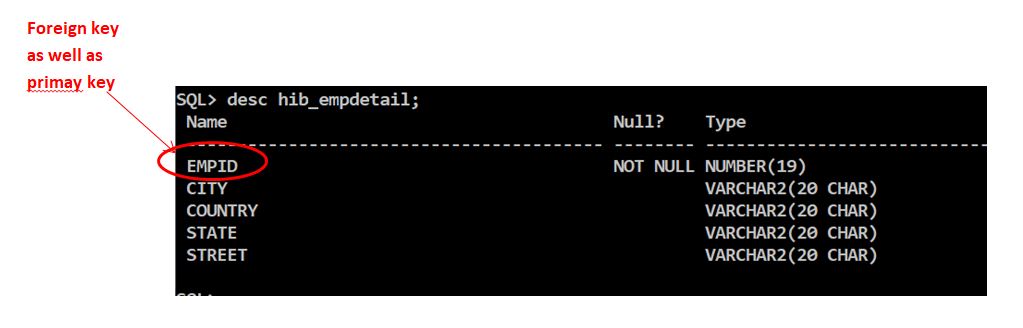 Foreign key
as well as
primay key
SQL> desc hib_empdetail;
Name Null? Type
----------------------------------------- -------- ----------------------------
EMPID NOT NULL NUMBER(19)
CITY VARCHAR2(20 CHAR)
COUNTRY VARCHAR2(20 CHAR)
STATE VARCHAR2(20 CHAR)
STREET VARCHAR2(20 CHAR)